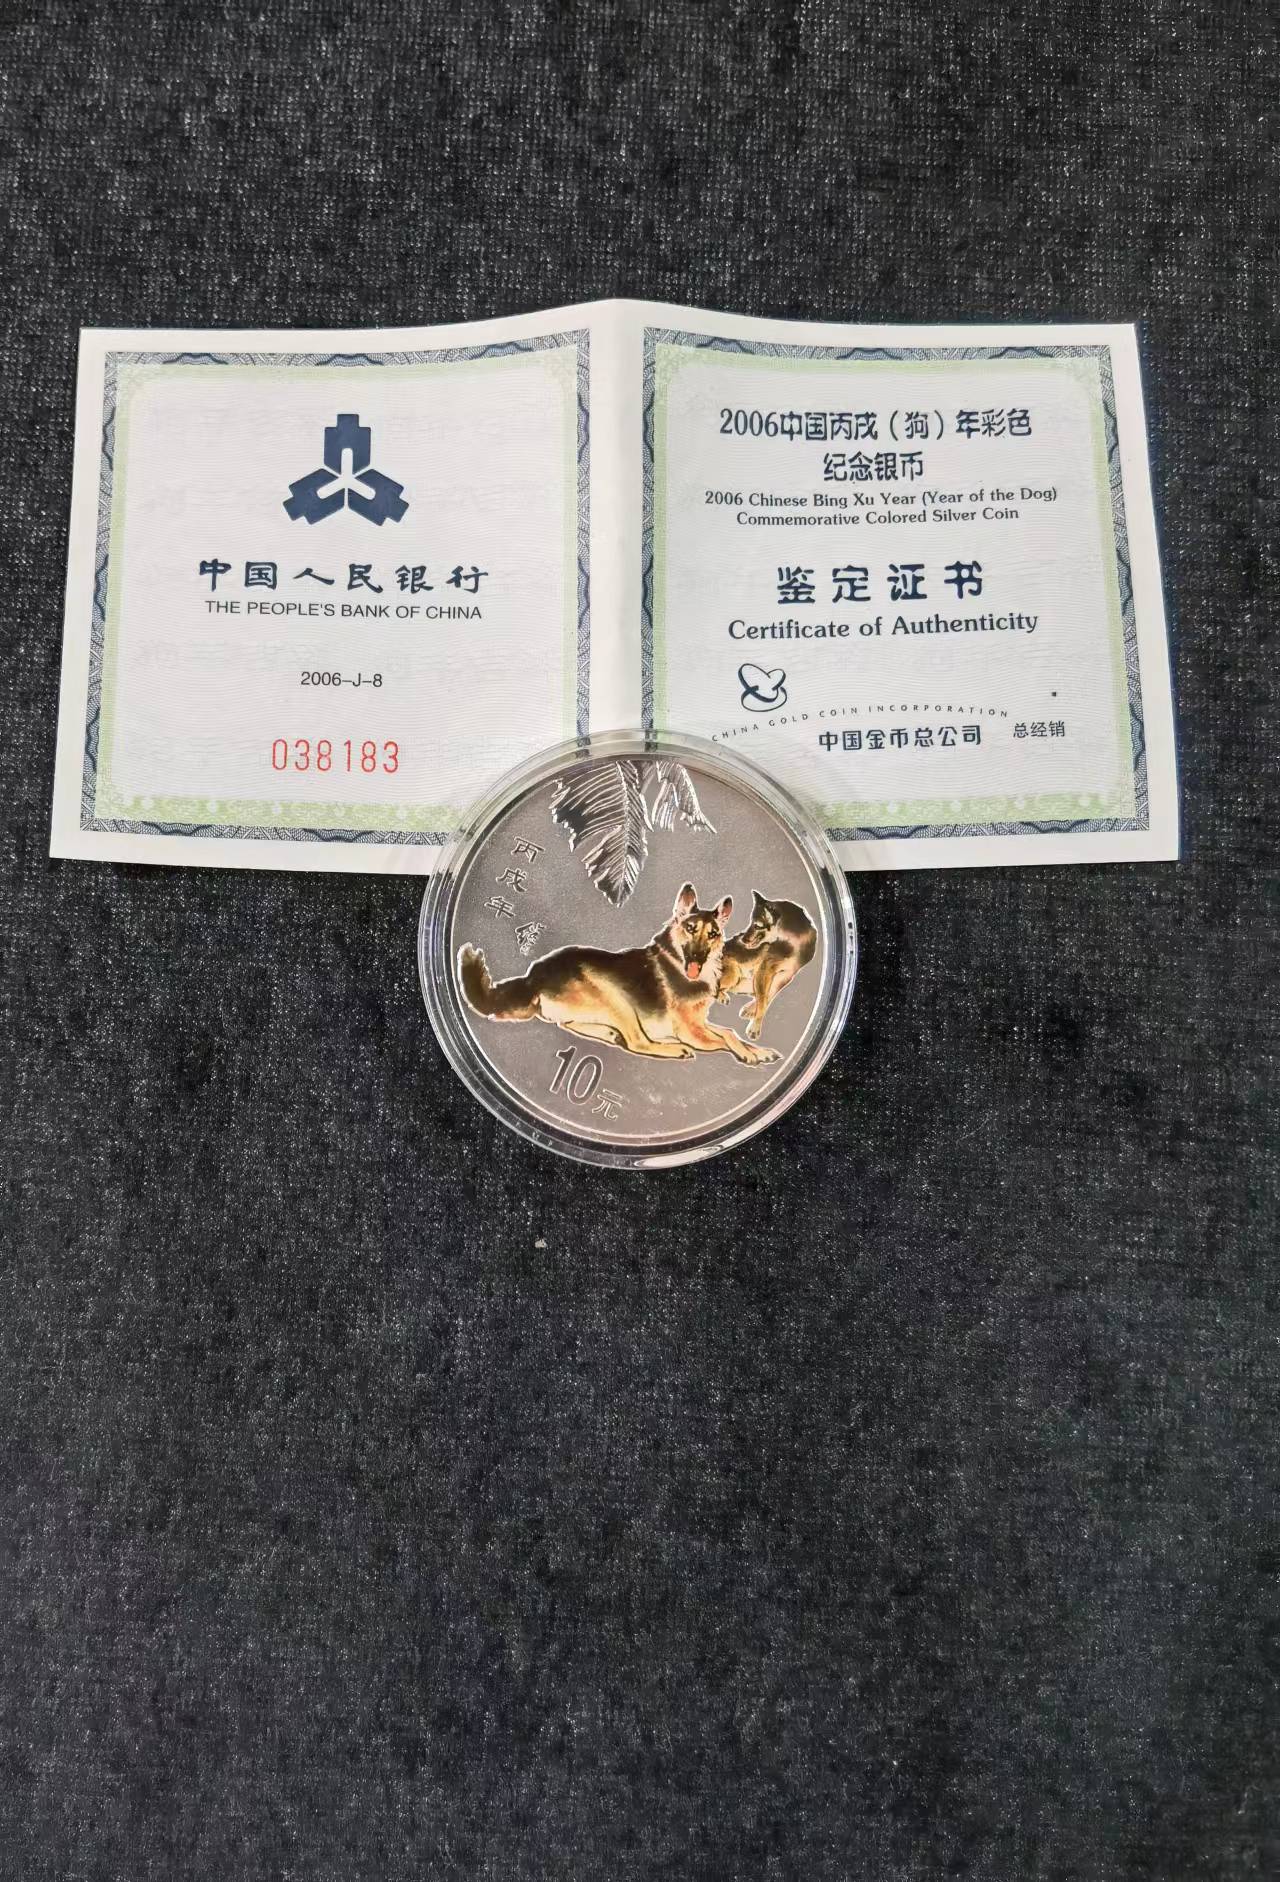 中国人民银行
THE PEOPLE'S BANK OF CHINA
2006-J-8
038183
2006中国丙戌（狗）年彩色
纪念银币
2006 Chinese Bing Xu Year (Year of the Dog)
Commemorative Colored Silver Coin
鉴定证书
Certificate of Authenticity
CHINA GOLD COIN INCORPORATION
中国金币总公司 总经销
丙戌年
10元